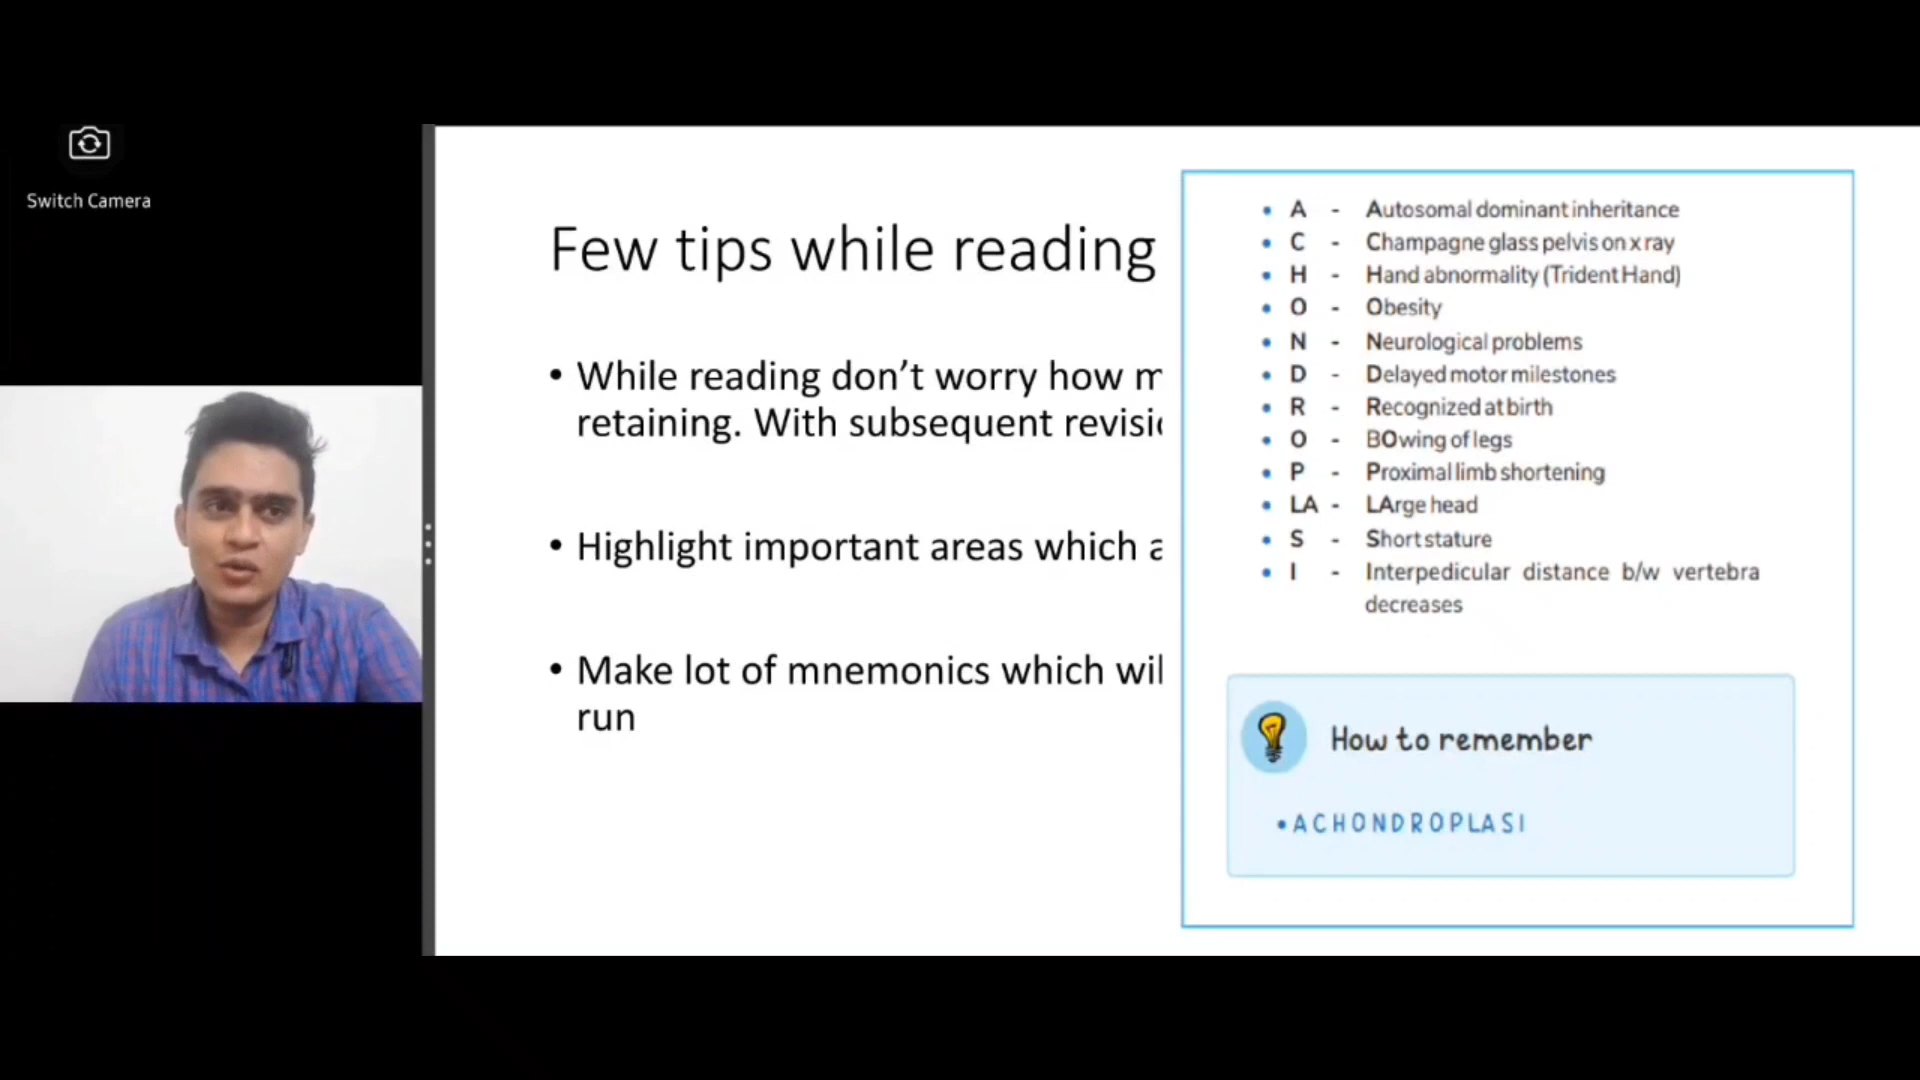 Switch Camera
Few tips while reading
• While reading don’t worry how m
retaining. With subsequent revisi
• Highlight important areas which a
• Make lot of mnemonics which wil
run
• A - Autosomal dominant inheritance
• C - Champagne glass pelvis on x ray
• H - Hand abnormality (Trident Hand)
• O - Obesity
• N - Neurological problems
• D - Delayed motor milestones
• R - Recognized at birth
• O - BOwing of legs
• P - Proximal limb shortening
• LA - LArge head
• S - Short stature
• I - Interpedicular distance b/w vertebra
decreases
How to remember
• ACHONDROPLASI